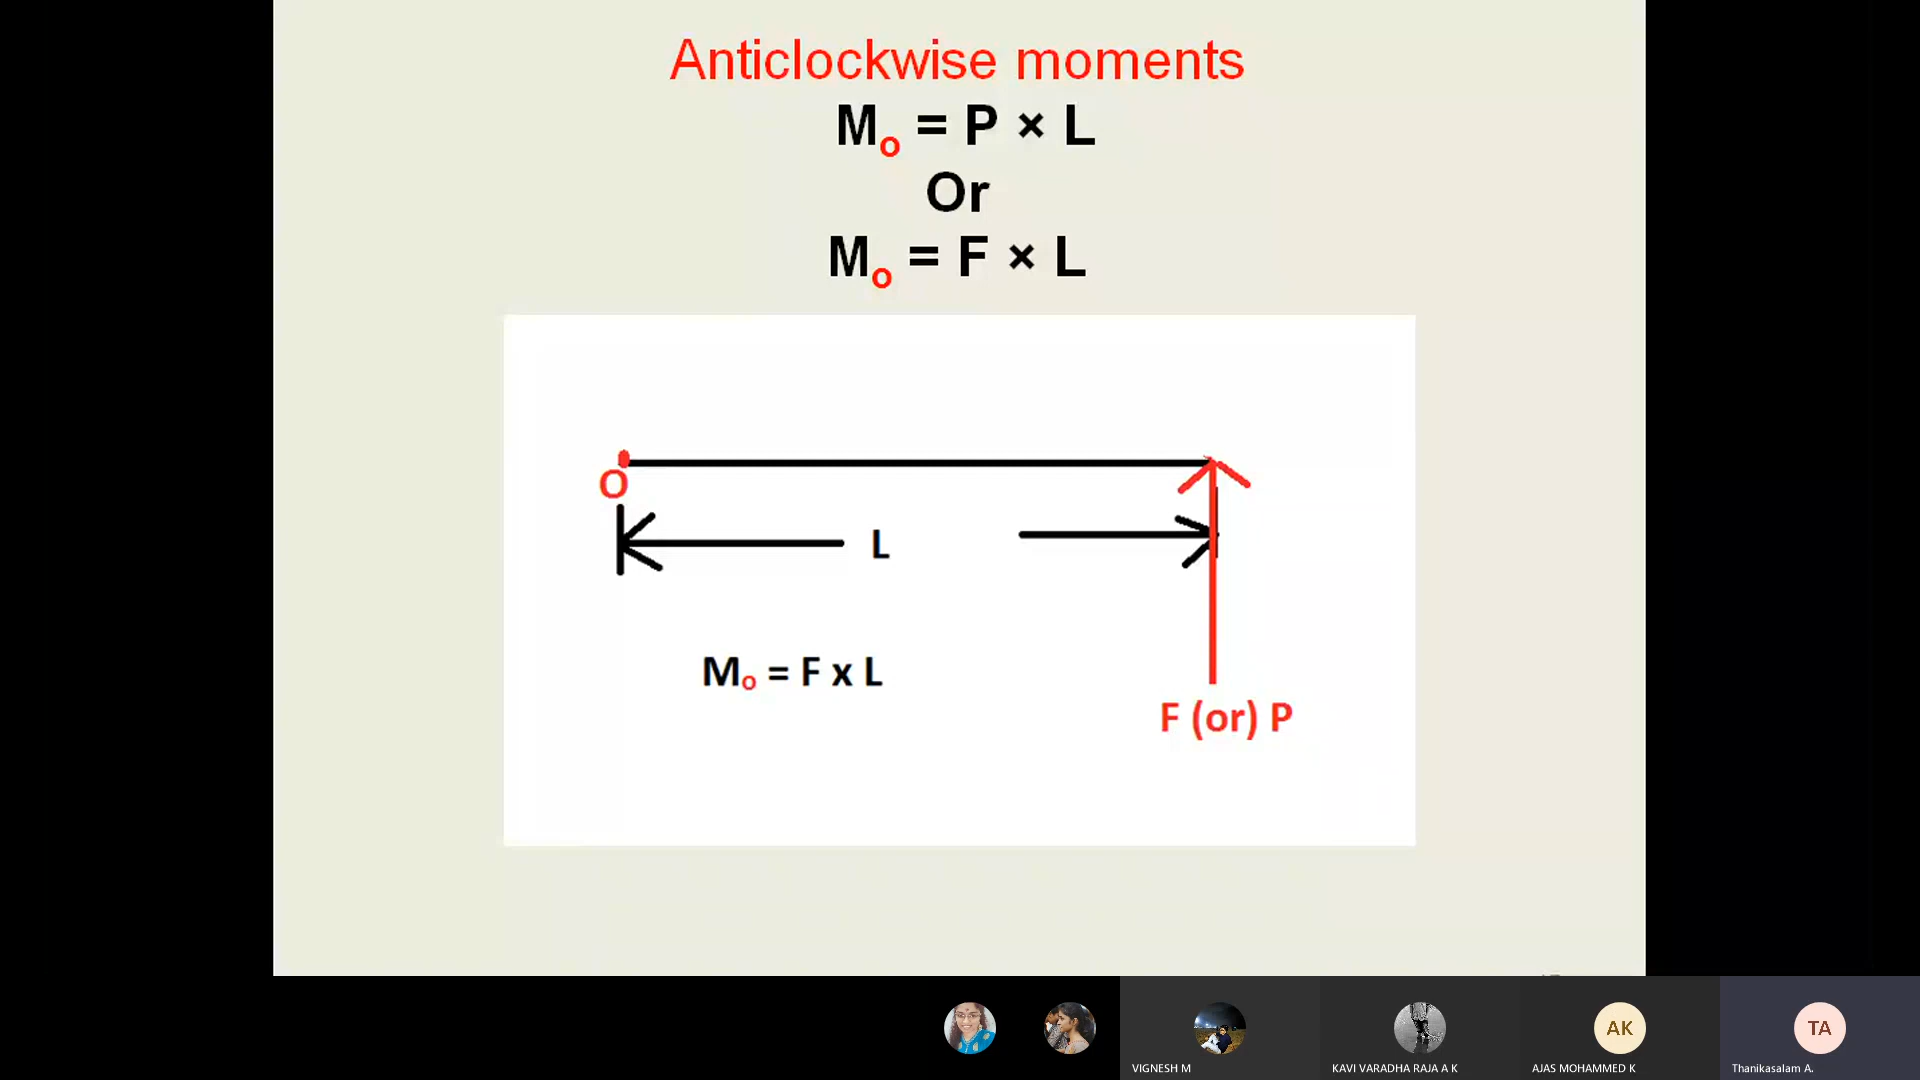 Anticlockwise moments
Mo = P × L
Or
Mo = F × L
O
L
Mo = F x L
F (or) P
AK
TA
VIGNESH M
KAVI VARADHA RAJA A K
AJAS MOHAMMED K
Thanikasalam A.